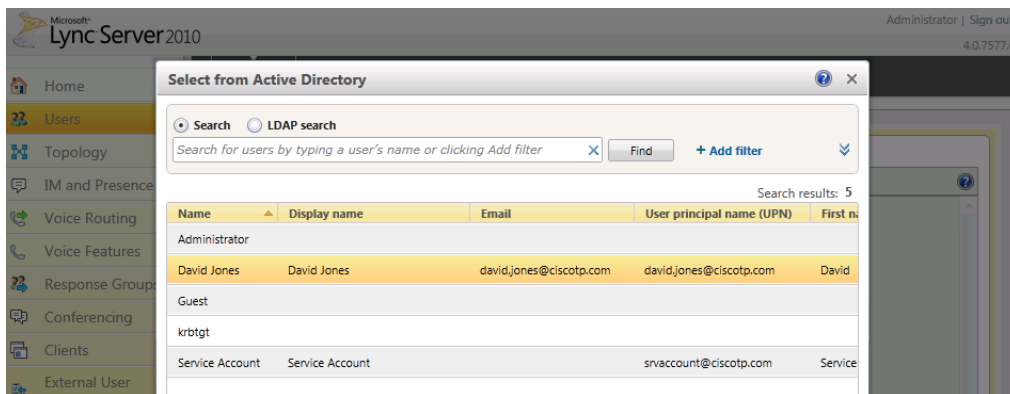 Microsoft®
Lync Server 2010
Administrator | Sign out
4.0.7577.
Home
Users
Topology
IM and Presence
Voice Routing
Voice Features
Response Groups
Conferencing
Clients
External User
Select from Active Directory
Search LDAP search
Search for users by typing a user's name or clicking Add filter Find + Add filter
Search results: 5
Name Display name Email User principal name (UPN) First na
Administrator
David Jones David Jones david.jones@ciscotp.com david.jones@ciscotp.com David
Guest
krbtgt
Service Account Service Account srvaccount@ciscotp.com Service